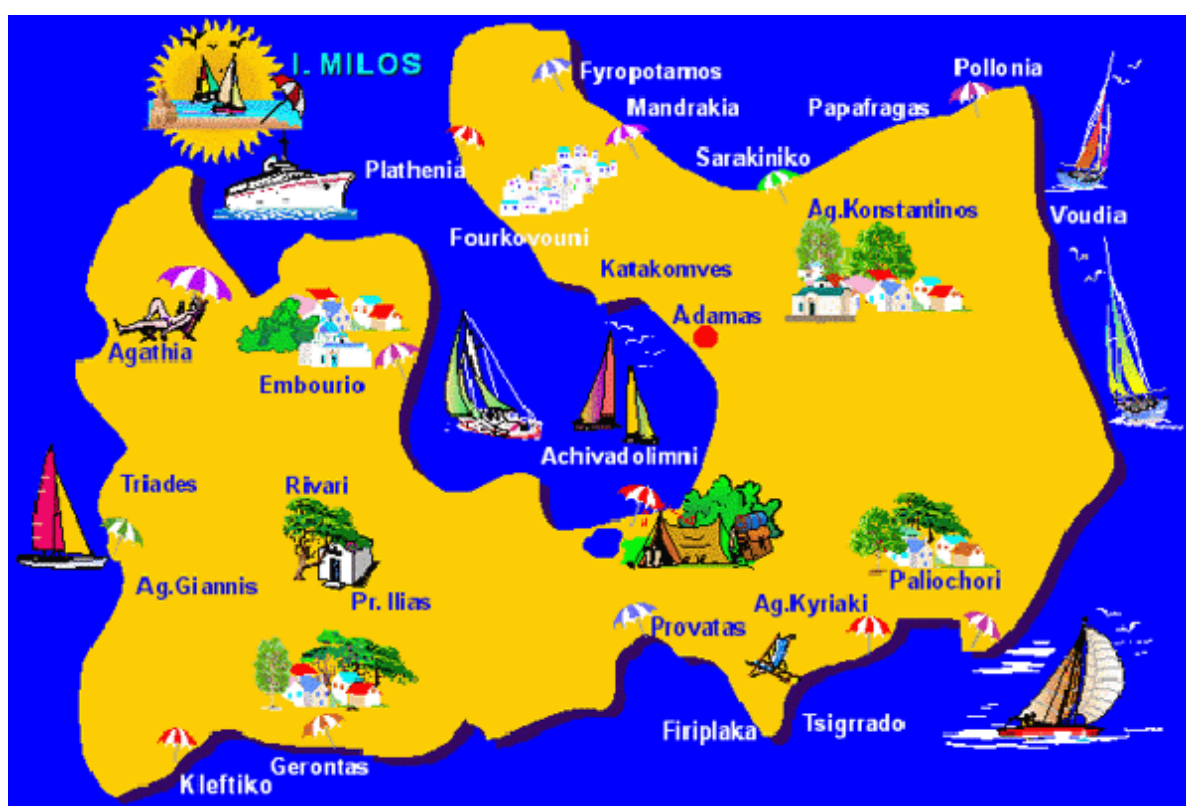 I. MILOS
Fyropotamos
Pollonia
Mandrakia
Papafragas
Sarakiniko
Plathenia
Ag.Konstantinos
Voudia
Fourkovouni
Katakomves
Adamas
Agathia
Embourio
Achivadolimni
Triades
Rivari
Ag.Giannis
Pr. Ilias
Paliochori
Ag.Kyriaki
Provatas
Firiplaka
Tsigrrado
Gerontas
Kleftiko